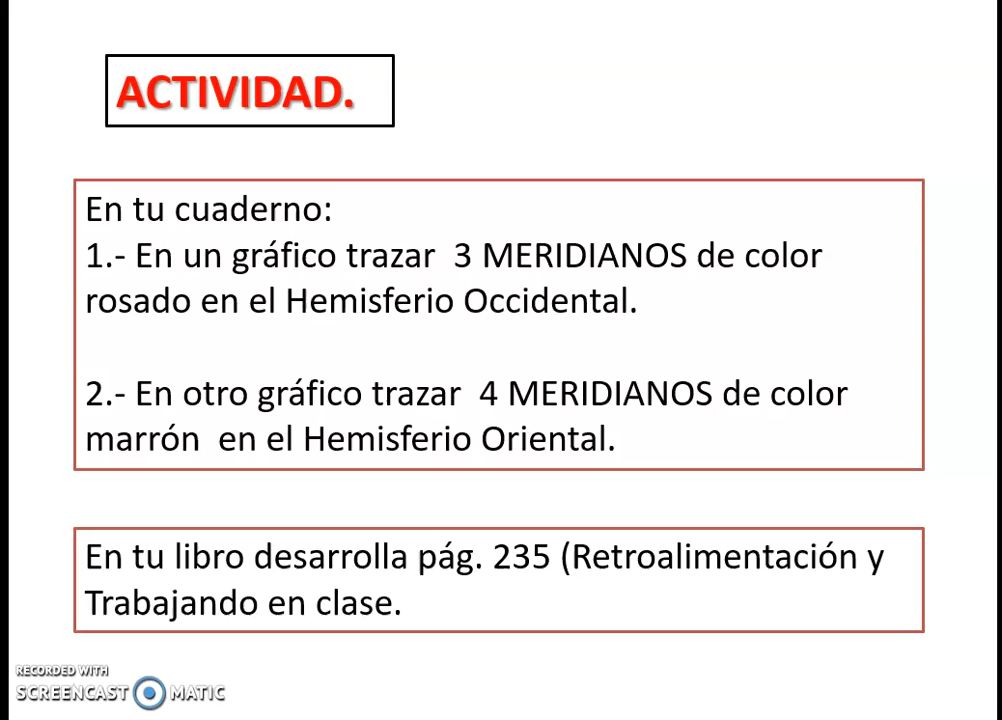 ACTIVIDAD.
En tu cuaderno:
1.- En un gráfico trazar  3 MERIDIANOS de color
rosado en el Hemisferio Occidental.
2.- En otro gráfico trazar  4 MERIDIANOS de color
marrón  en el Hemisferio Oriental.
En tu libro desarrolla pág. 235 (Retroalimentación y
Trabajando en clase.
RECORDED WITH
SCREENCAST MATIC